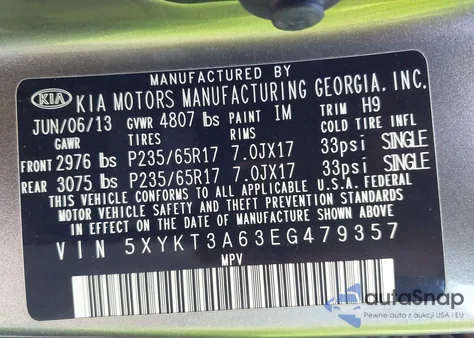 MANUFACTURED BY
KIA KIA MOTORS MANUFACTURING GEORGIA, INC.
JUN/06/13 GVWR 4807 lbs PAINT IM TRIM H9
GAWR TIRES RIMS COLD TIRE INFL
FRONT 2976 lbs P235/65R17 7.0JX17 33psi SINGLE
REAR 3075 lbs P235/65R17 7.0JX17 33psi SINGLE
THIS VEHICLE CONFORMS TO ALL APPLICABLE U.S.A. FEDERAL
MOTOR VEHICLE SAFETY AND THEFT PREVENTION STANDARDS
IN EFFECT ON THE DATE OF MANUFACTURE SHOWN ABOVE.
VIN 5XYKT3A63EG479357
MPV
autaSnap
Pewne auta z aukcji USA i EU